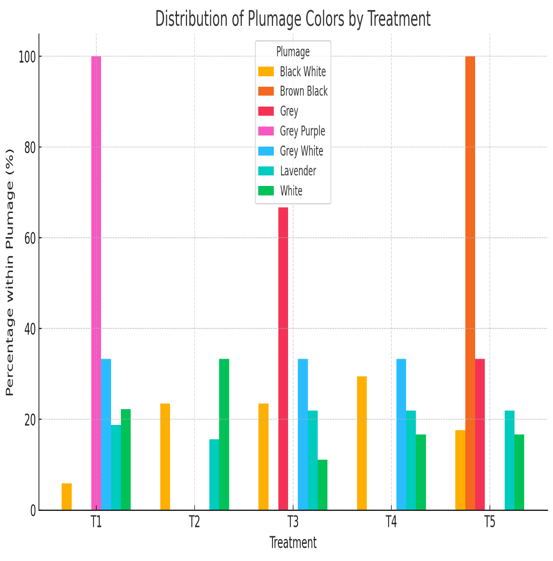 Distribution of Plumage Colors by Treatment
Plumage
Black White
Brown Black
Grey
Grey Purple
Grey White
Lavender
White
Percentage within Plumage (%)
100
80
60
40
20
0
T1 T2 T3 T4 T5
Treatment